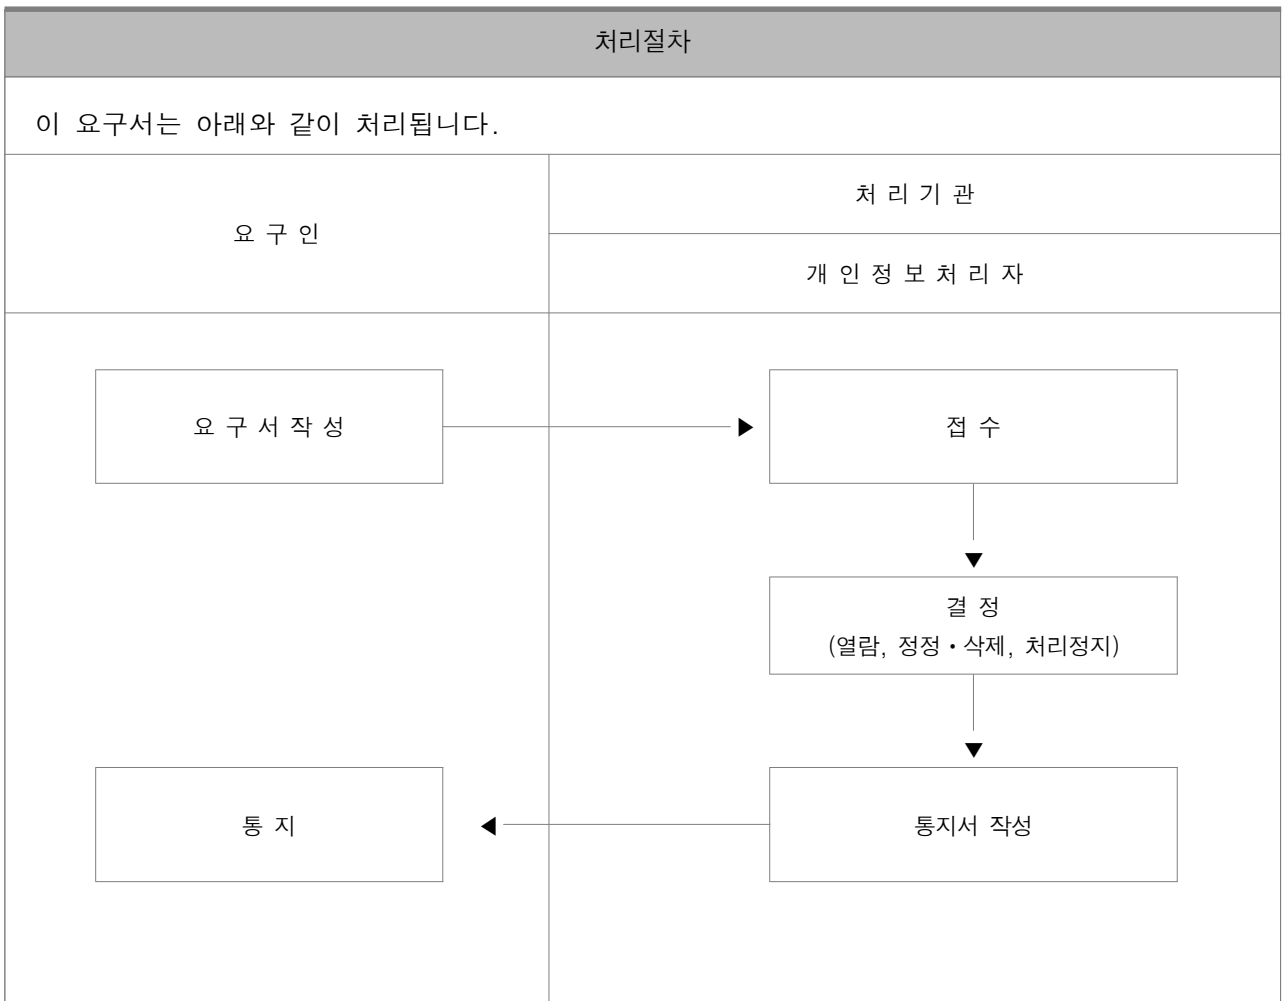 처리절차
이 요구서는 아래와 같이 처리됩니다.
요 구 인
처 리 기 관
개 인 정 보 처 리 자
요 구 서 작 성
접 수
결 정
(열람, 정정・삭제, 처리정지)
통 지
통지서 작성